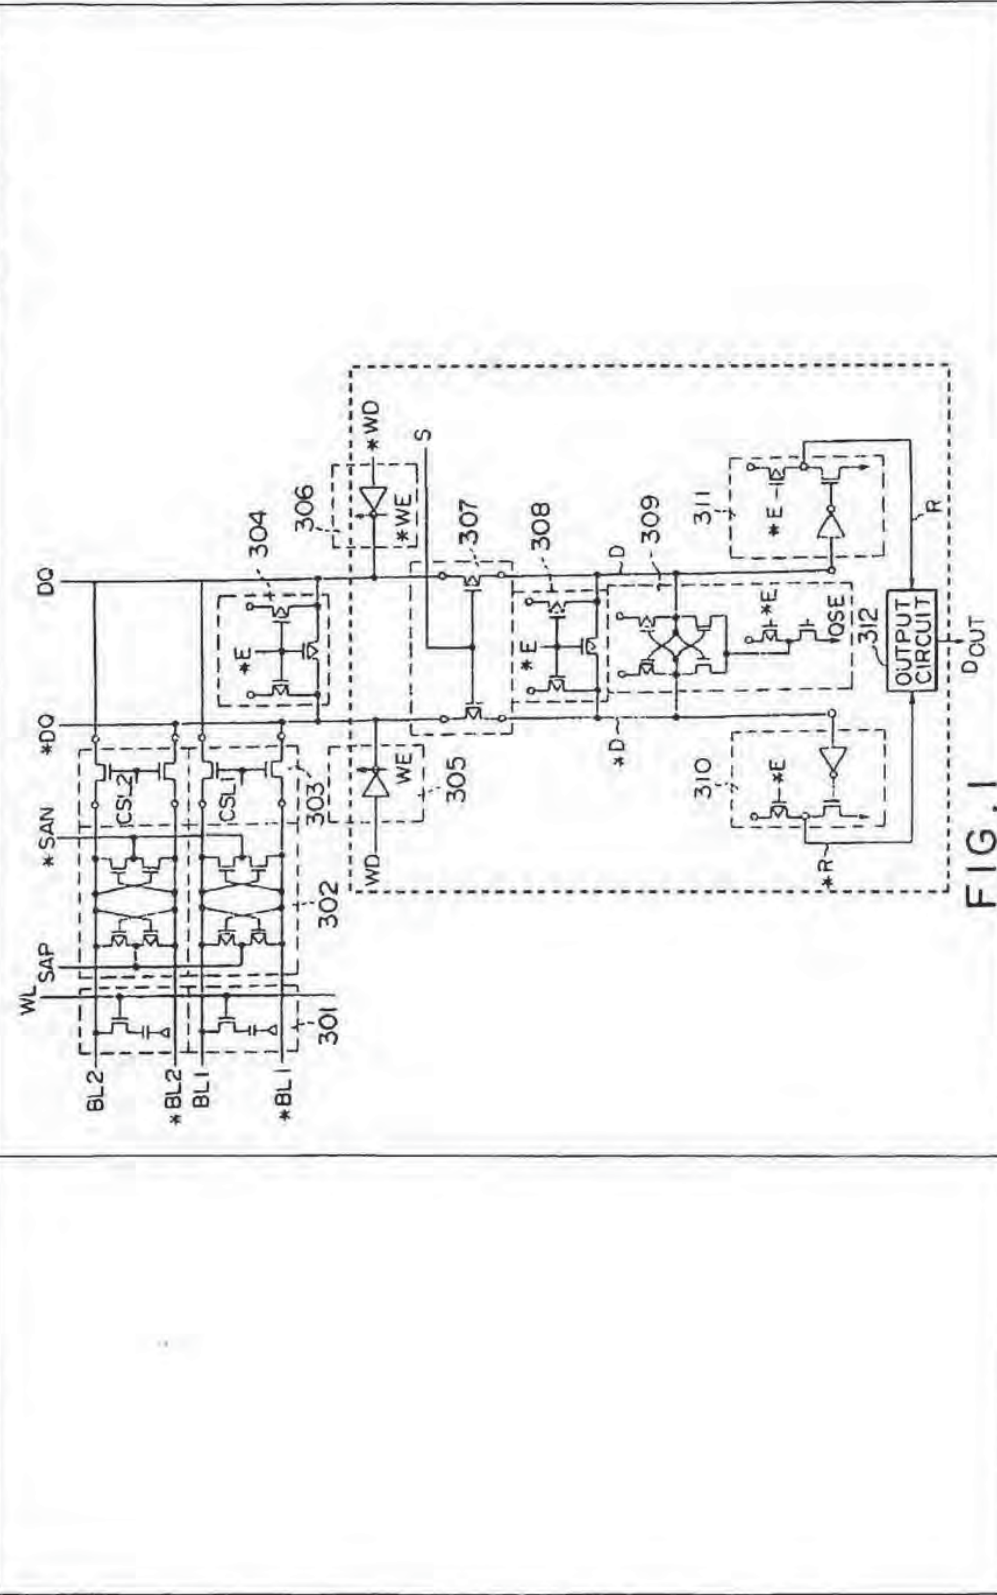 WL
SAP
*SAN
*DQ
DQ
BL2
*BL2
BL1
*BL1
CSL2
CSL1
301
302
303
*E
304
306
*WD
*WE
S
WD
WE
305
307
*E
308
D
*D
309
*E
QSE
310
*E
*R
311
*E
R
312
OUTPUT
CIRCUIT
DOUT
FIG. 1